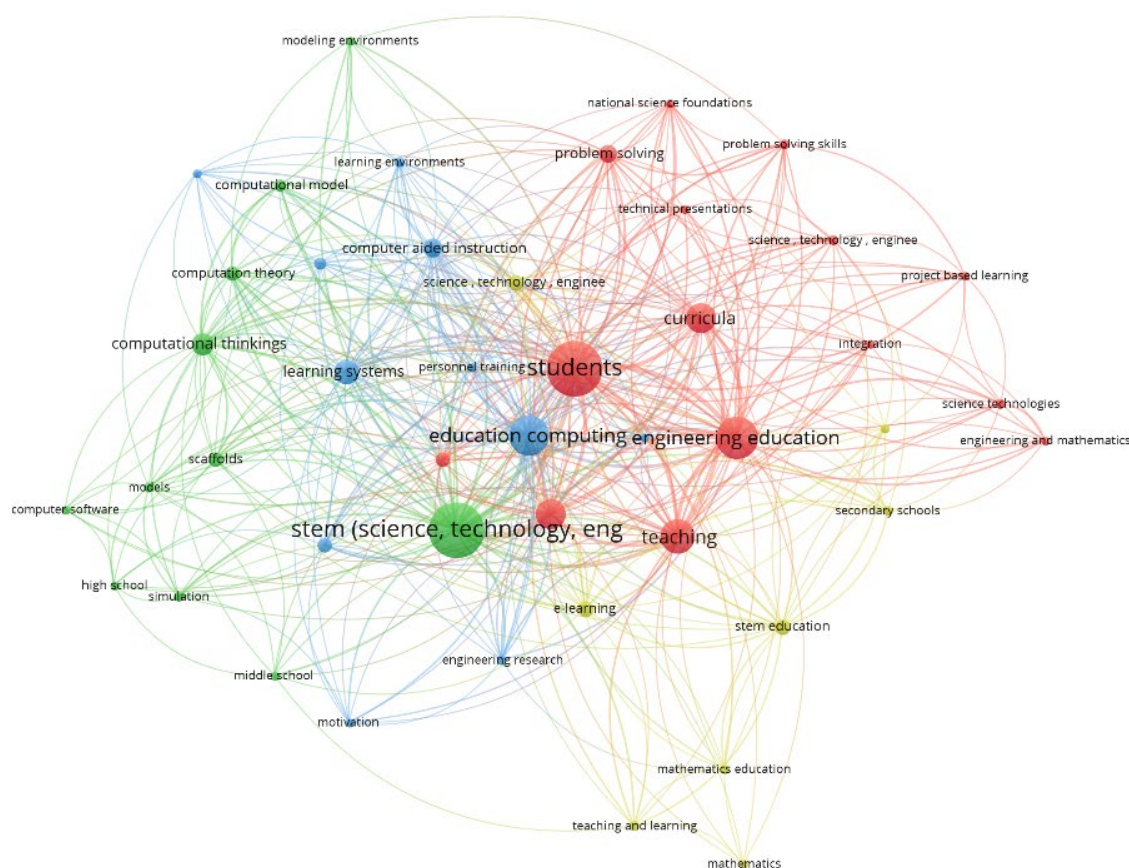 modeling environments
national science foundations
problem solving skills
problem solving
learning environments
computational model
technical presentations
science , technology , enginee
computer aided instruction
computation theory
science , technology , enginee
project based learning
curricula
computational thinkings
integration
learning systems
personnel training
students
science technologies
education computing
engineering education
engineering and mathematics
scaffolds
models
computer software
secondary schools
stem (science, technology, eng
teaching
high school
simulation
e-learning
stem education
engineering research
middle school
motivation
mathematics education
teaching and learning
mathematics